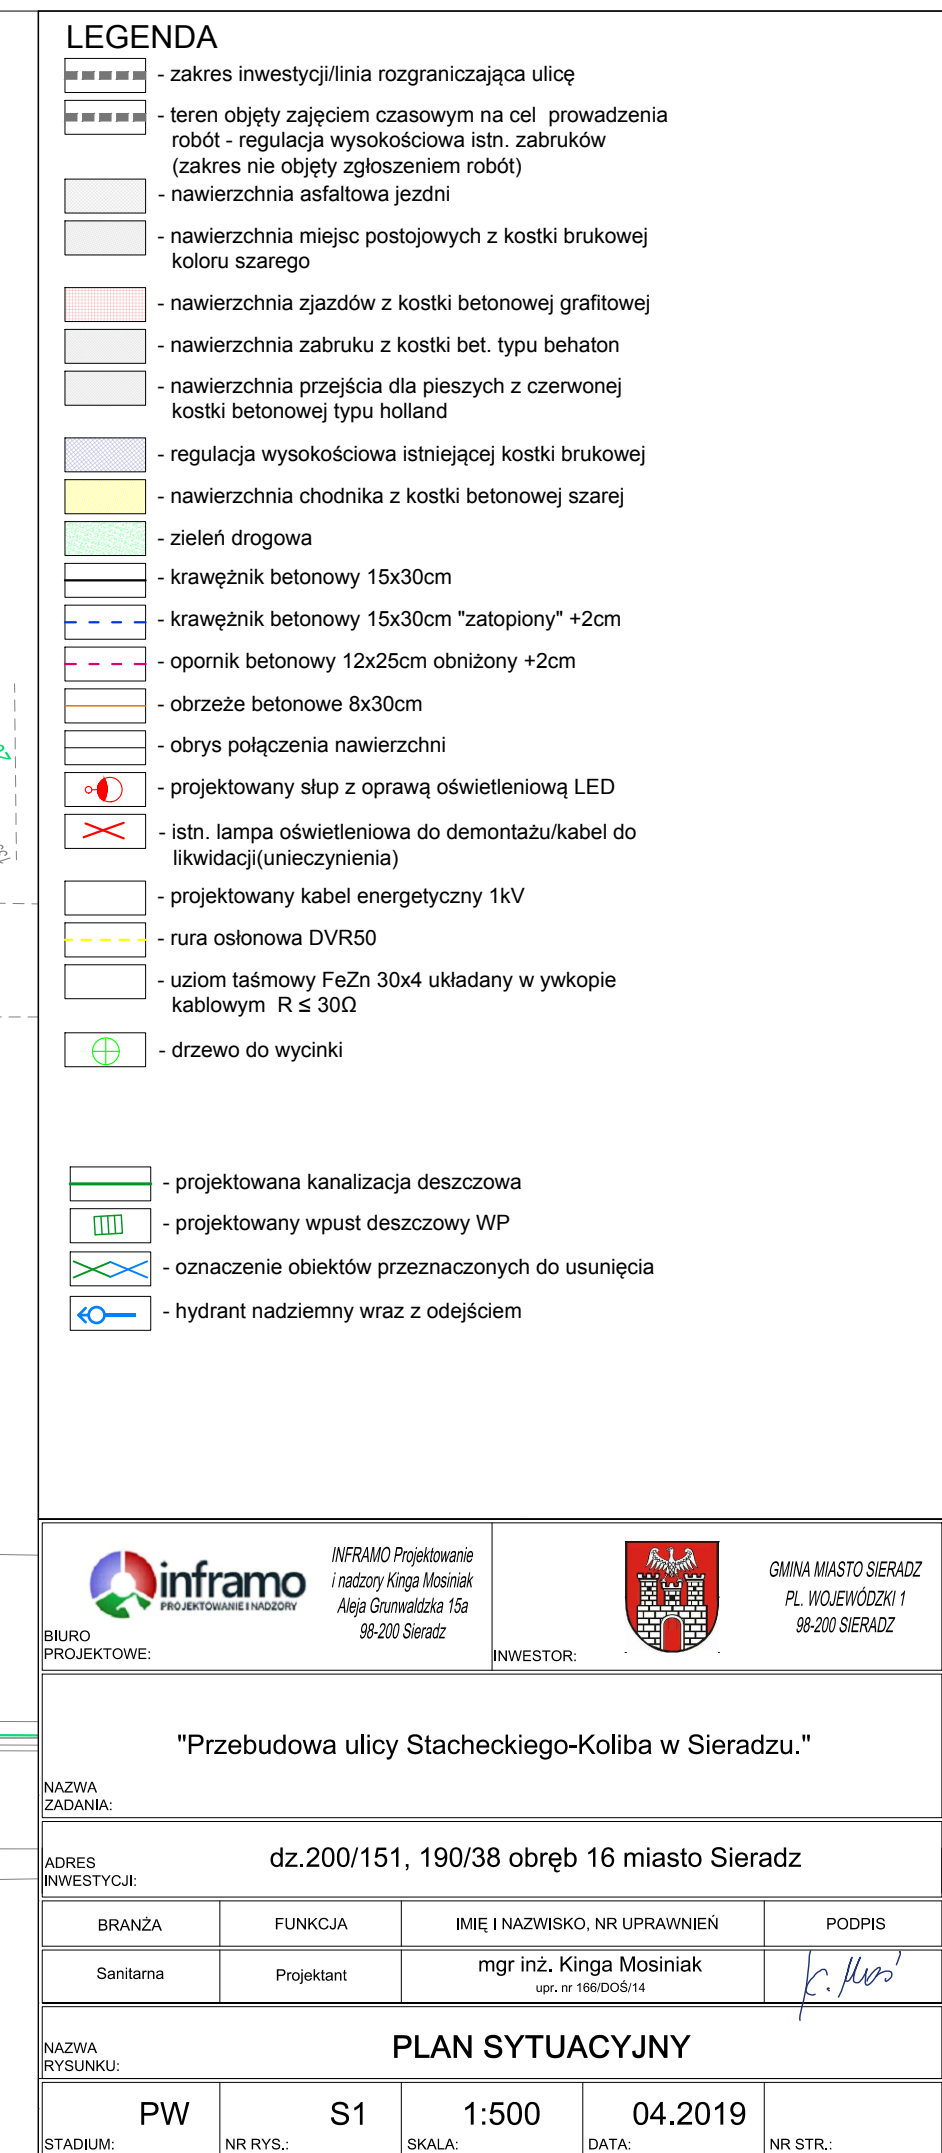 LEGENDA
- zakres inwestycji/linia rozgraniczająca ulicę
- teren objęty zajęciem czasowym na cel prowadzenia
robót - regulacja wysokościowa istn. zabruków
(zakres nie objęty zgłoszeniem robót)
- nawierzchnia asfaltowa jezdni
- nawierzchnia miejsc postojowych z kostki brukowej
koloru szarego
- nawierzchnia zjazdów z kostki betonowej grafitowej
- nawierzchnia zabruku z kostki bet. typu behaton
- nawierzchnia przejścia dla pieszych z czerwonej
kostki betonowej typu holland
- regulacja wysokościowa istniejącej kostki brukowej
- nawierzchnia chodnika z kostki betonowej szarej
- zieleń drogowa
- krawężnik betonowy 15x30cm
- krawężnik betonowy 15x30cm "zatopiony" +2cm
- opornik betonowy 12x25cm obniżony +2cm
- obrzeże betonowe 8x30cm
- obrys połączenia nawierzchni
- projektowany słup z oprawą oświetleniową LED
- istn. lampa oświetleniowa do demontażu/kabel do
likwidacji(unieczynienia)
- projektowany kabel energetyczny 1kV
- rura osłonowa DVR50
- uziom taśmowy FeZn 30x4 układany w ywkopie
kablowym R ≤ 30Ω
- drzewo do wycinki
- projektowana kanalizacja deszczowa
- projektowany wpust deszczowy WP
- oznaczenie obiektów przeznaczonych do usunięcia
- hydrant nadziemny wraz z odejściem
inframo
PROJEKTOWANIE I NADZORY
INFRAMO Projektowanie
i nadzory Kinga Mosiniak
Aleja Grunwaldzka 15a
98-200 Sieradz
BIURO
PROJEKTOWE:
GMINA MIASTO SIERADZ
PL. WOJEWÓDZKI 1
98-200 SIERADZ
INWESTOR:
"Przebudowa ulicy Stacheckiego-Koliba w Sieradzu."
NAZWA
ZADANIA:
dz.200/151, 190/38 obręb 16 miasto Sieradz
ADRES
INWESTYCJI:
BRANŻA FUNKCJA IMIĘ I NAZWISKO, NR UPRAWNIEŃ PODPIS
Sanitarna Projektant mgr inż. Kinga Mosiniak
upr. nr 166/DOŚ/14
PLAN SYTUACYJNY
NAZWA
RYSUNKU:
PW S1 1:500 04.2019
STADIUM: NR RYS.: SKALA: DATA: NR STR.: